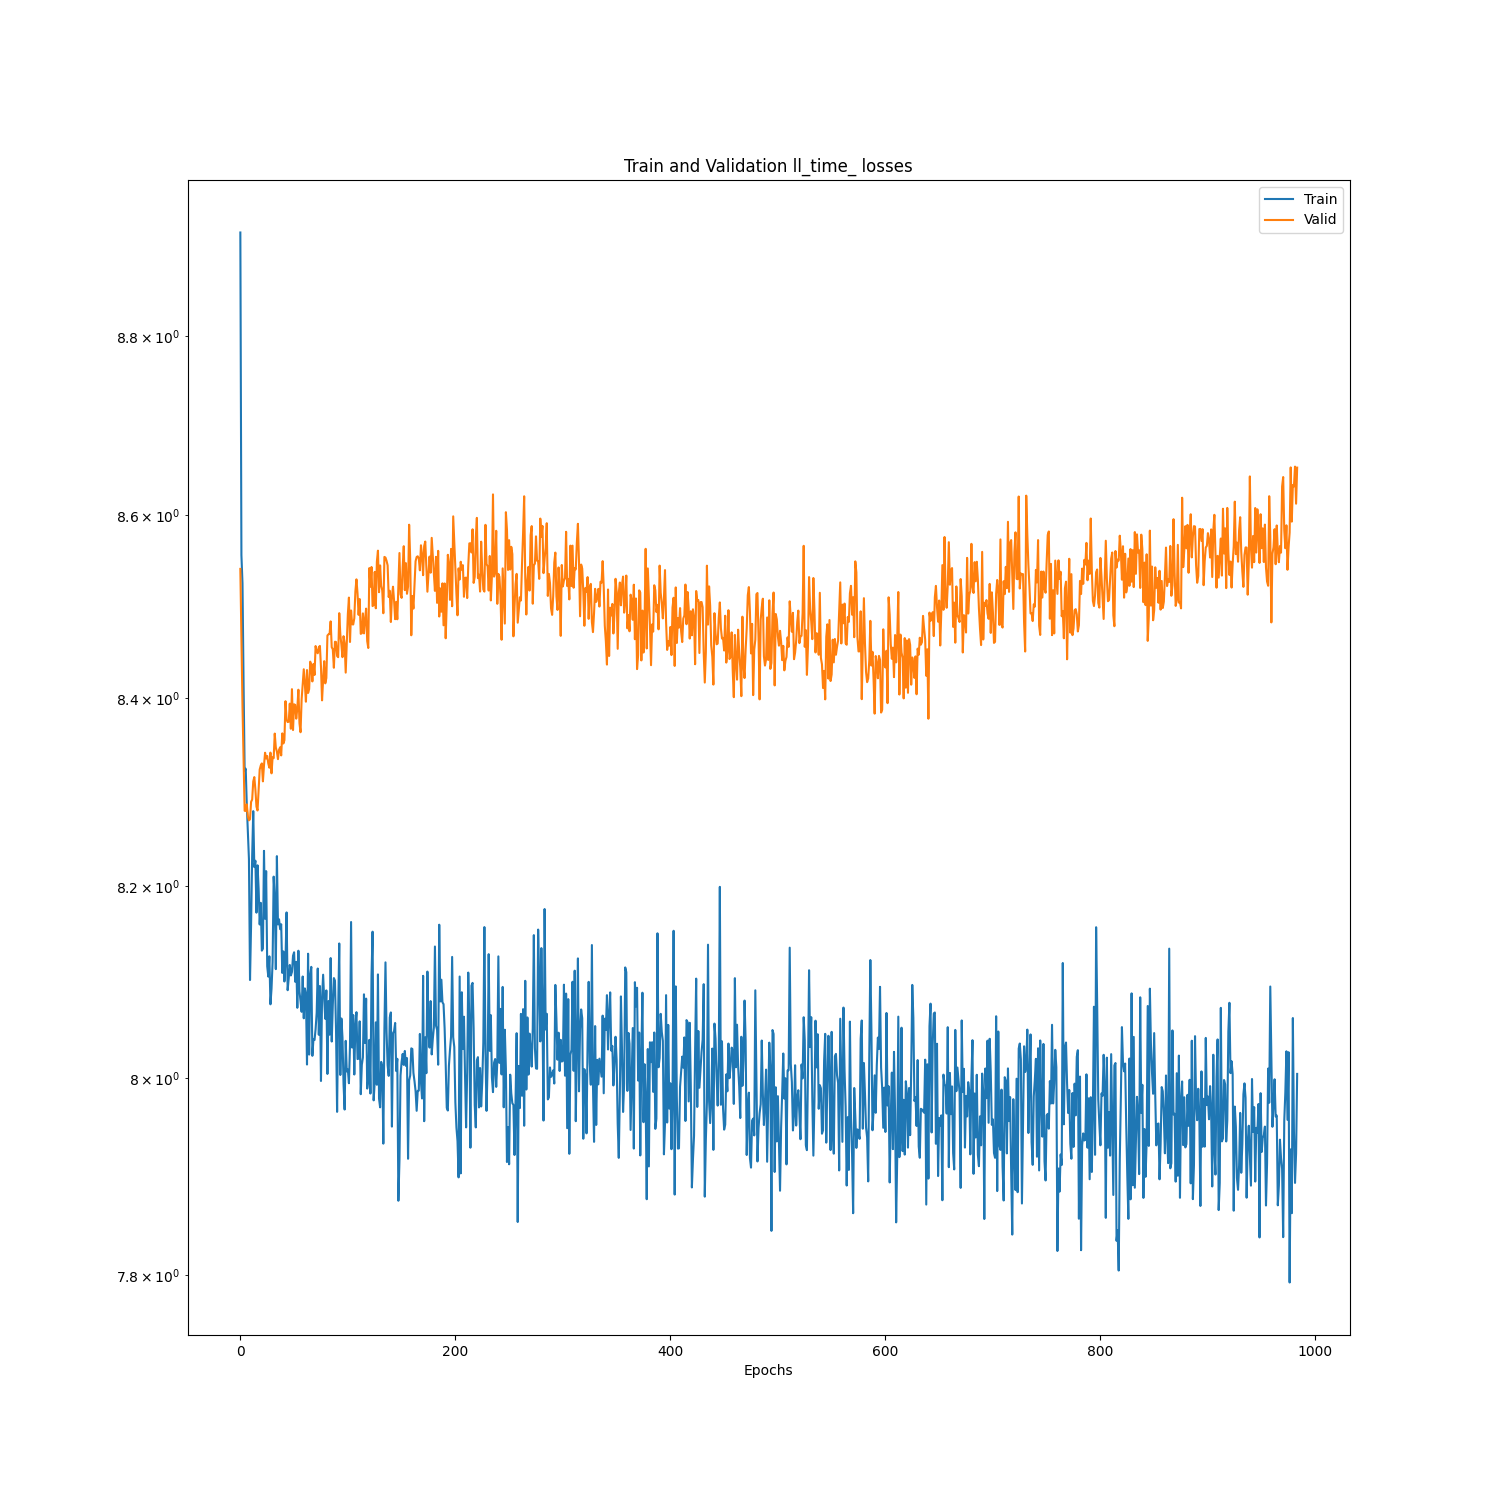 Train and Validation ll_time_ losses
Train
Valid
8.8 × 10⁰
8.6 × 10⁰
8.4 × 10⁰
8.2 × 10⁰
8 × 10⁰
7.8 × 10⁰
0 200 400 600 800 1000
Epochs